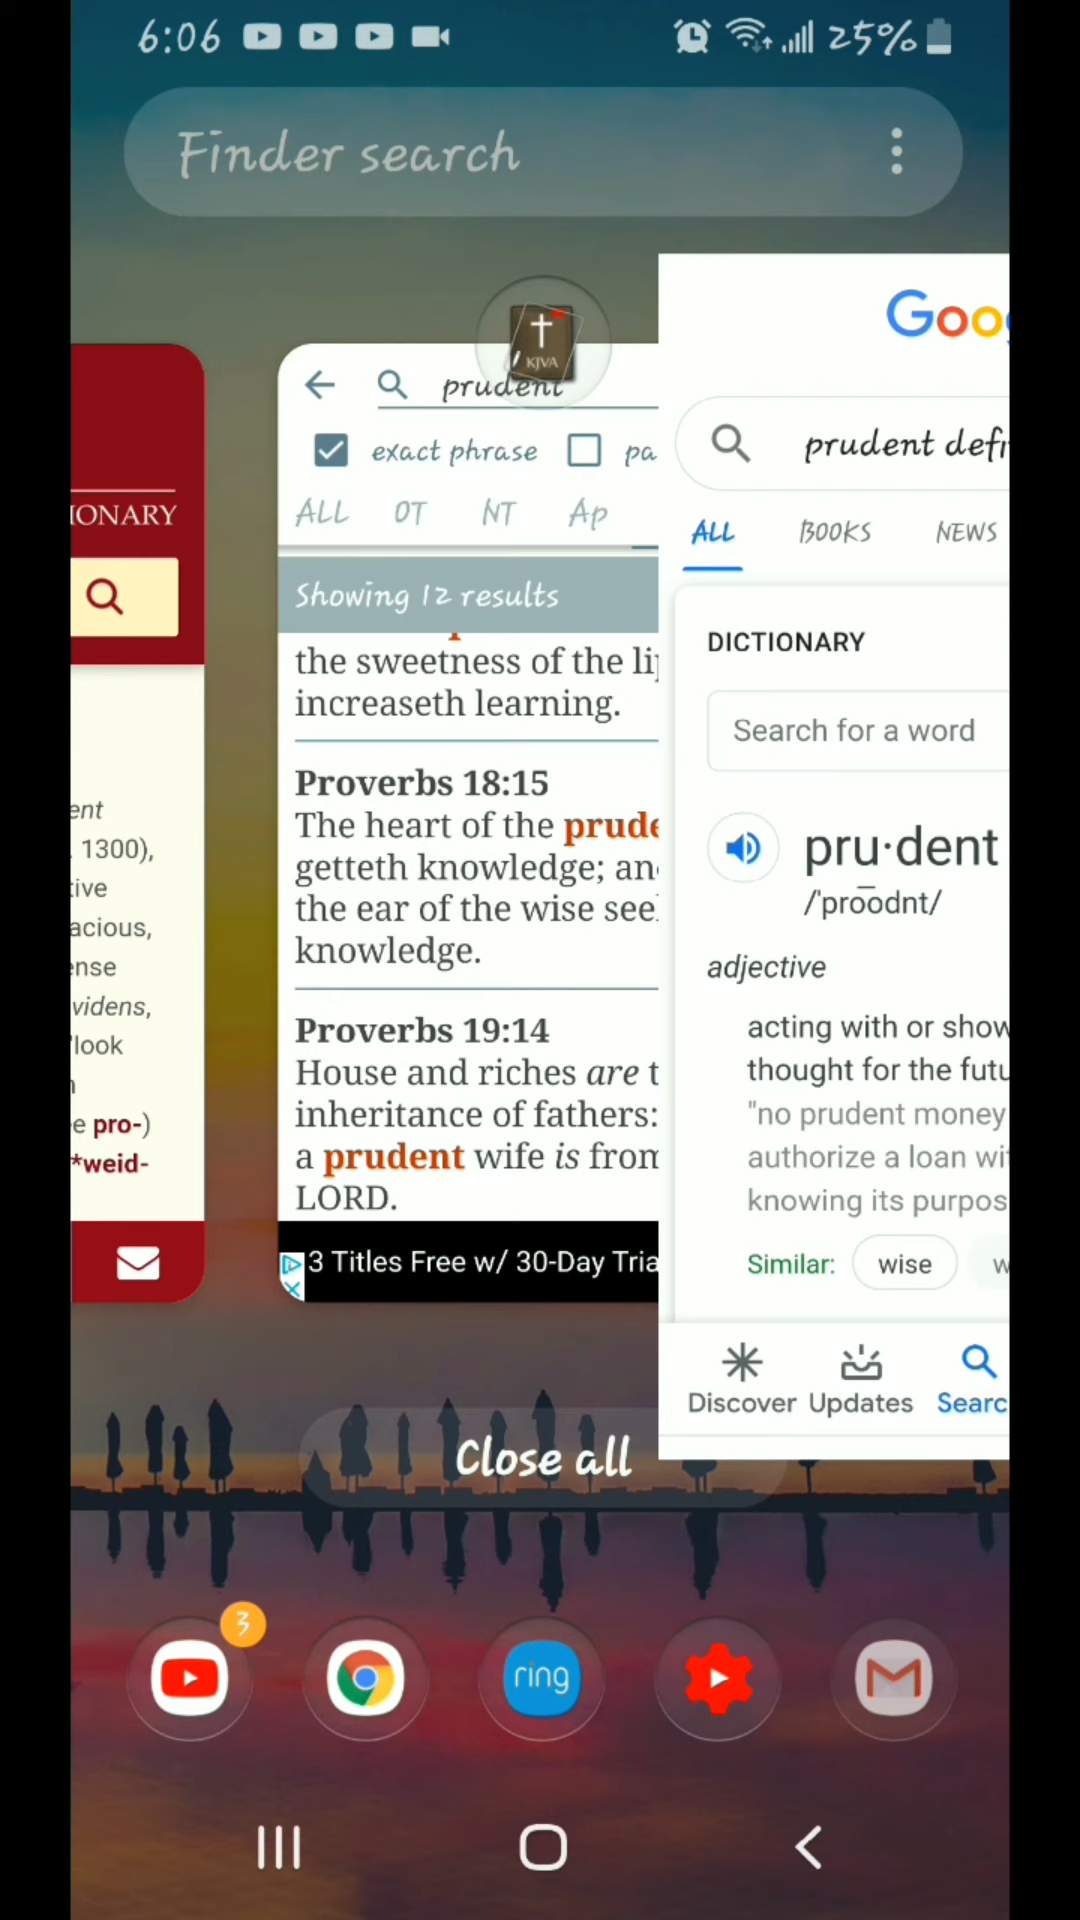 6:06
25%
Finder search
KJVA
prudent
exact phrase
ALL OT NT Ap
Showing 12 results
the sweetness of the
increaseth learning.
Proverbs 18:15
The heart of the prude
getteth knowledge; an
the ear of the wise see
knowledge.
Proverbs 19:14
House and riches are t
inheritance of fathers:
a prudent wife is from
LORD.
3 Titles Free w/ 30-Day Tria
IONARY
ent
1300),
tive
acious,
ense
videns,
'look
e pro-)
*weid-
Goo
prudent defi
ALL BOOKS NEWS
DICTIONARY
Search for a word
pru·dent
/ˈpro͞odnt/
adjective
acting with or show
thought for the futu
"no prudent money
authorize a loan wi
knowing its purpos
Similar: wise w
Discover Updates Searc
Close all
3
ring